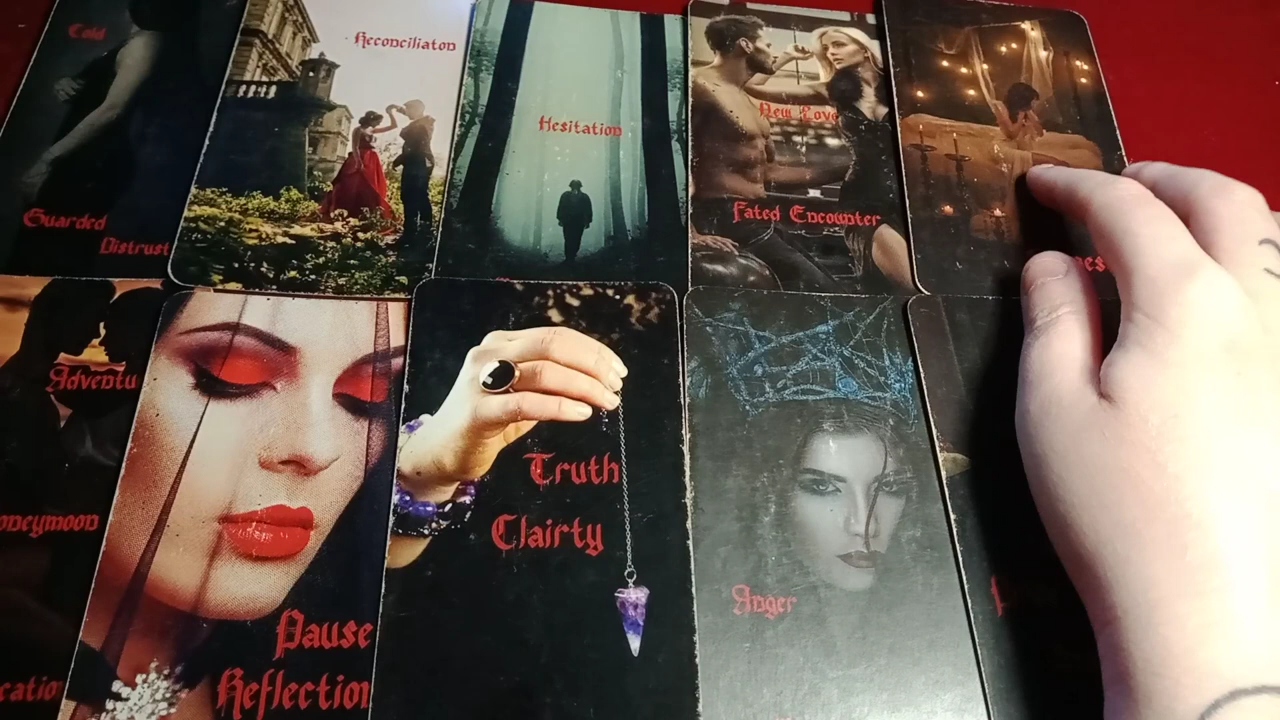 Cold
Guarded
Distrust
Reconciliaton
Hesitation
New Love
Fated Encounter
Adventu
oneymoon
cation
Pause
Reflection
Truth
Clairty
Anger